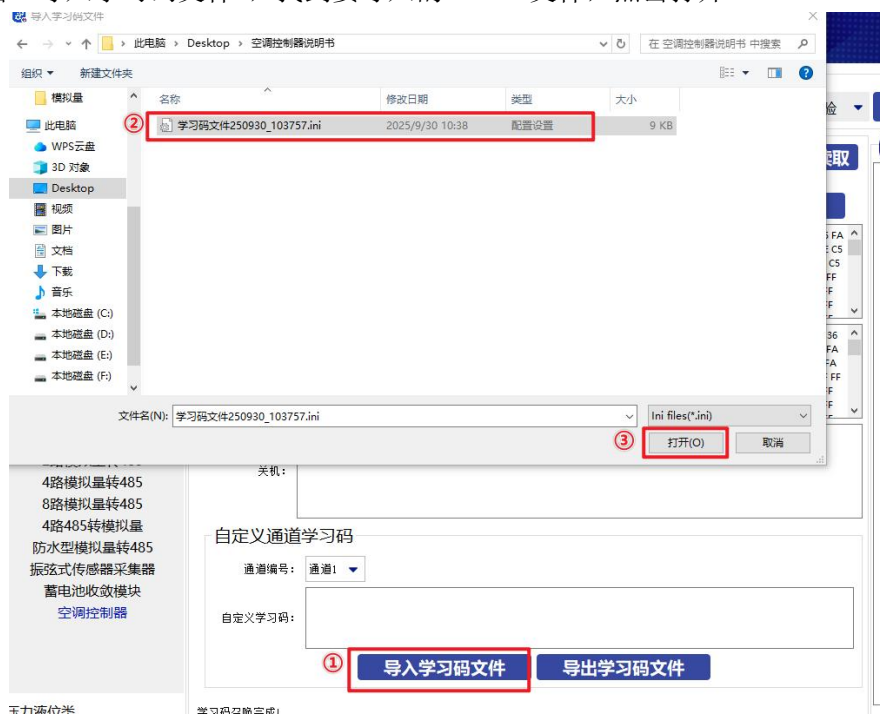 导入学习码文件
此电脑 > Desktop > 空调控制器说明书
在 空调控制器说明书 中搜索
组织 新建文件夹
名称 修改日期 类型 大小
② 学习码文件250930_103757.ini 2025/9/30 10:38 配置设置 9 KB
模拟量
此电脑
WPS云盘
3D 对象
Desktop
视频
图片
文档
下载
音乐
本地磁盘 (C:)
本地磁盘 (D:)
本地磁盘 (E:)
本地磁盘 (F:)
文件名(N): 学习码文件250930_103757.ini Ini files(*.ini)
③ 打开(O) 取消
关机:
4路模拟量转485
8路模拟量转485
4路485转模拟量
防水型模拟量转485
振弦式传感器采集器
蓄电池收敛模块
空调控制器
自定义通道学习码
通道编号: 通道1
自定义学习码:
① 导入学习码文件 导出学习码文件